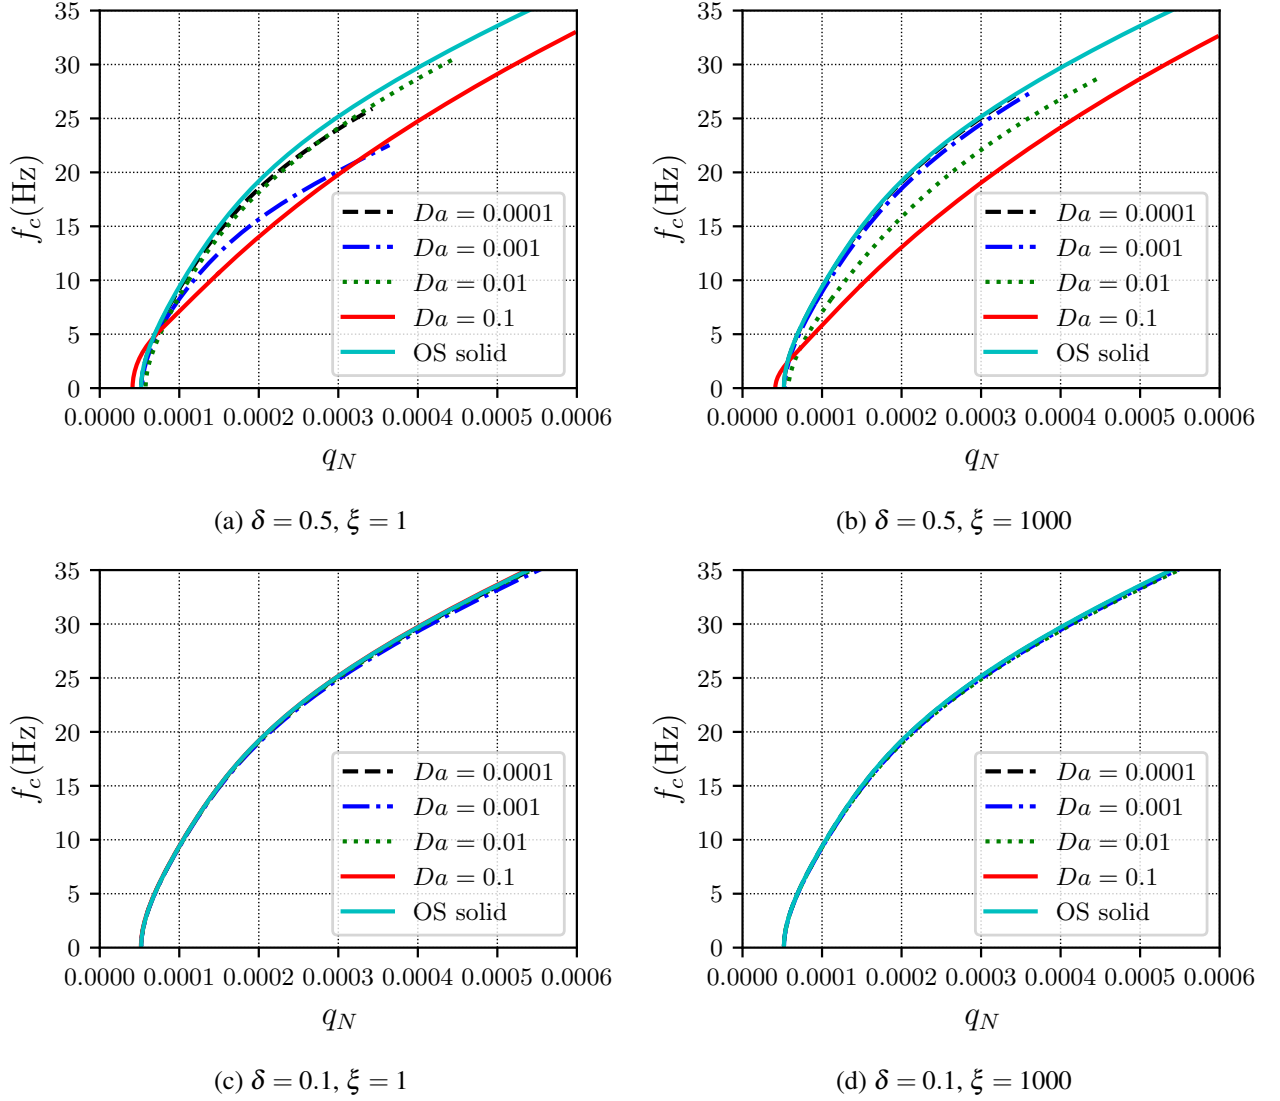 35
30
25
20
15
10
5
0
f_c(Hz)
Da = 0.0001
Da = 0.001
Da = 0.01
Da = 0.1
OS solid
0.0000 0.0001 0.0002 0.0003 0.0004 0.0005 0.0006
q_N
(a) δ = 0.5, ξ = 1
35
30
25
20
15
10
5
0
f_c(Hz)
Da = 0.0001
Da = 0.001
Da = 0.01
Da = 0.1
OS solid
0.0000 0.0001 0.0002 0.0003 0.0004 0.0005 0.0006
q_N
(b) δ = 0.5, ξ = 1000
35
30
25
20
15
10
5
0
f_c(Hz)
Da = 0.0001
Da = 0.001
Da = 0.01
Da = 0.1
OS solid
0.0000 0.0001 0.0002 0.0003 0.0004 0.0005 0.0006
q_N
(c) δ = 0.1, ξ = 1
35
30
25
20
15
10
5
0
f_c(Hz)
Da = 0.0001
Da = 0.001
Da = 0.01
Da = 0.1
OS solid
0.0000 0.0001 0.0002 0.0003 0.0004 0.0005 0.0006
q_N
(d) δ = 0.1, ξ = 1000